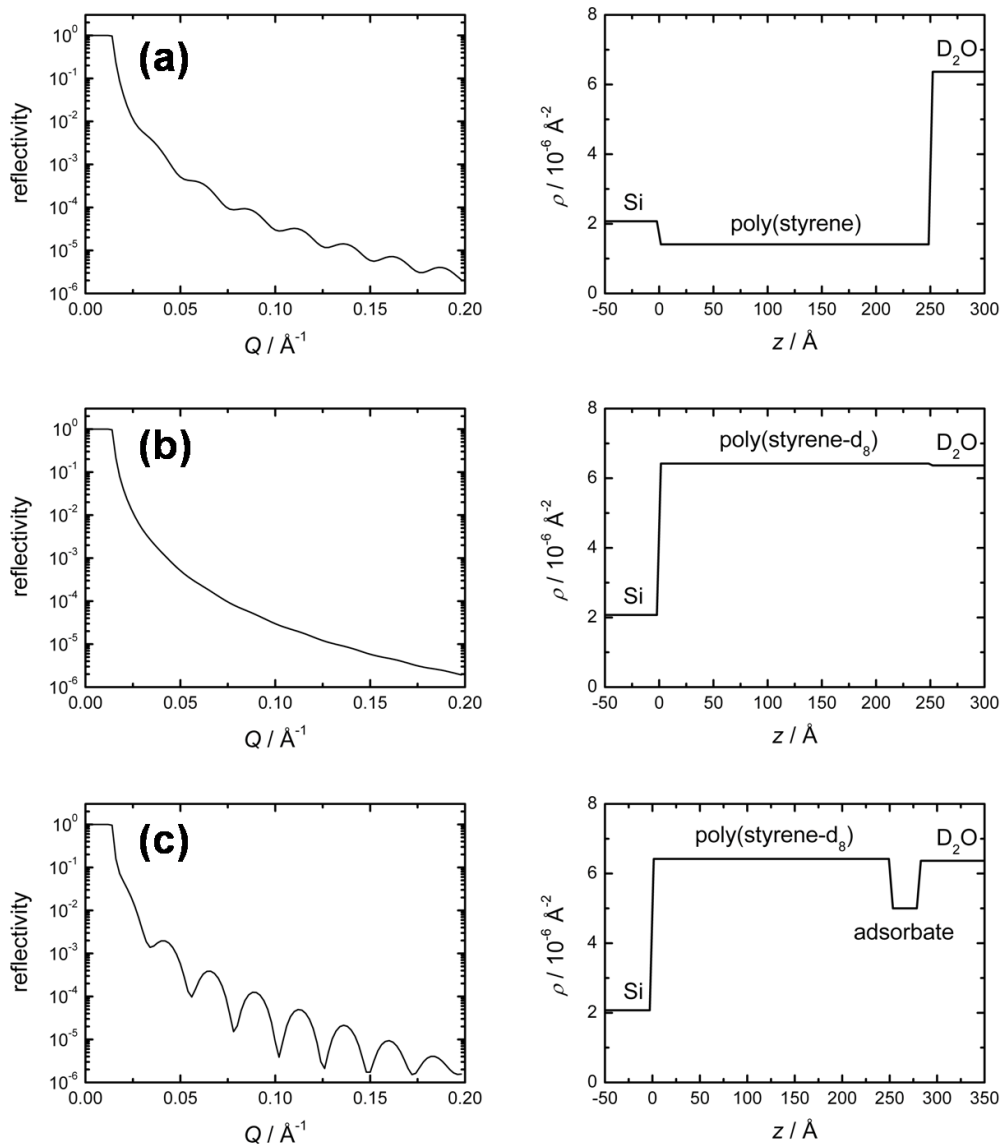 (a)
reflectivity
10⁰
10⁻¹
10⁻²
10⁻³
10⁻⁴
10⁻⁵
10⁻⁶
0.00 0.05 0.10 0.15 0.20
Q / Å⁻¹
ρ / 10⁻⁶ Å⁻²
8
6
4
2
0
Si
poly(styrene)
D₂O
-50 0 50 100 150 200 250 300
z / Å
(b)
reflectivity
10⁰
10⁻¹
10⁻²
10⁻³
10⁻⁴
10⁻⁵
10⁻⁶
0.00 0.05 0.10 0.15 0.20
Q / Å⁻¹
ρ / 10⁻⁶ Å⁻²
8
6
4
2
0
Si
poly(styrene-d₈)
D₂O
-50 0 50 100 150 200 250 300
z / Å
(c)
reflectivity
10⁰
10⁻¹
10⁻²
10⁻³
10⁻⁴
10⁻⁵
10⁻⁶
0.00 0.05 0.10 0.15 0.20
Q / Å⁻¹
ρ / 10⁻⁶ Å⁻²
8
6
4
2
0
Si
poly(styrene-d₈)
D₂O
adsorbate
-50 0 50 100 150 200 250 300 350
z / Å